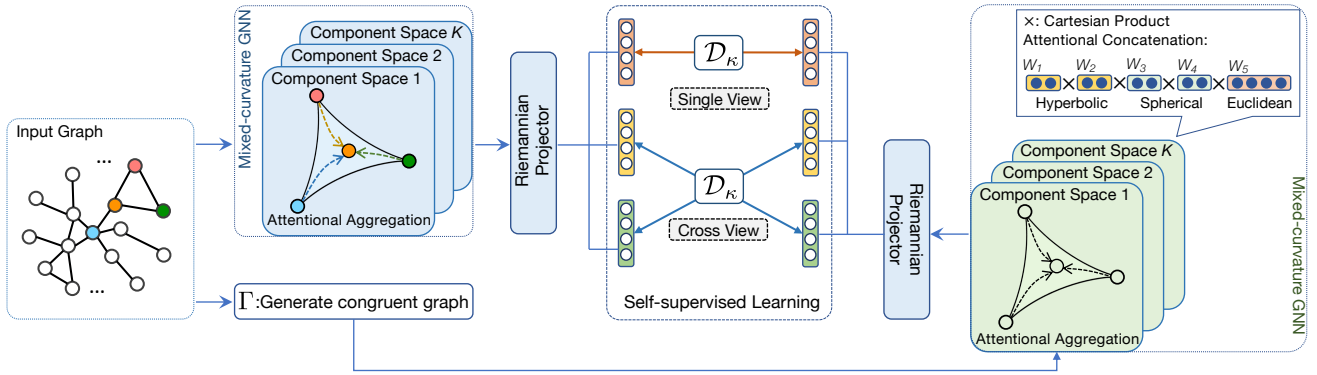 Input Graph
...
...
Mixed-curvature GNN
Component Space K
Component Space 2
Component Space 1
Attentional Aggregation
Γ:Generate congruent graph
Riemannian
Projector
𝒟κ
Single View
𝒟κ
Cross View
Self-supervised Learning
Riemannian
Projector
×: Cartesian Product
Attentional Concatenation:
W1 W2 W3 W4 W5
× × × ×
Hyperbolic Spherical Euclidean
Component Space K
Component Space 2
Component Space 1
Attentional Aggregation
Mixed-curvature GNN